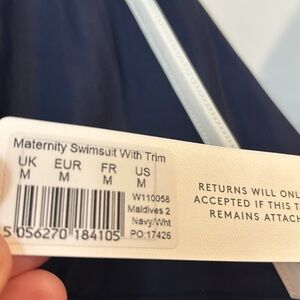 Maternity Swimsuit With Trim
UK EUR FR US
M M M M
W110058
Maldives 2
Navy/Wht
5 056270 184105 PO:17426
RETURNS WILL ONL
ACCEPTED IF THIS T
REMAINS ATTACH